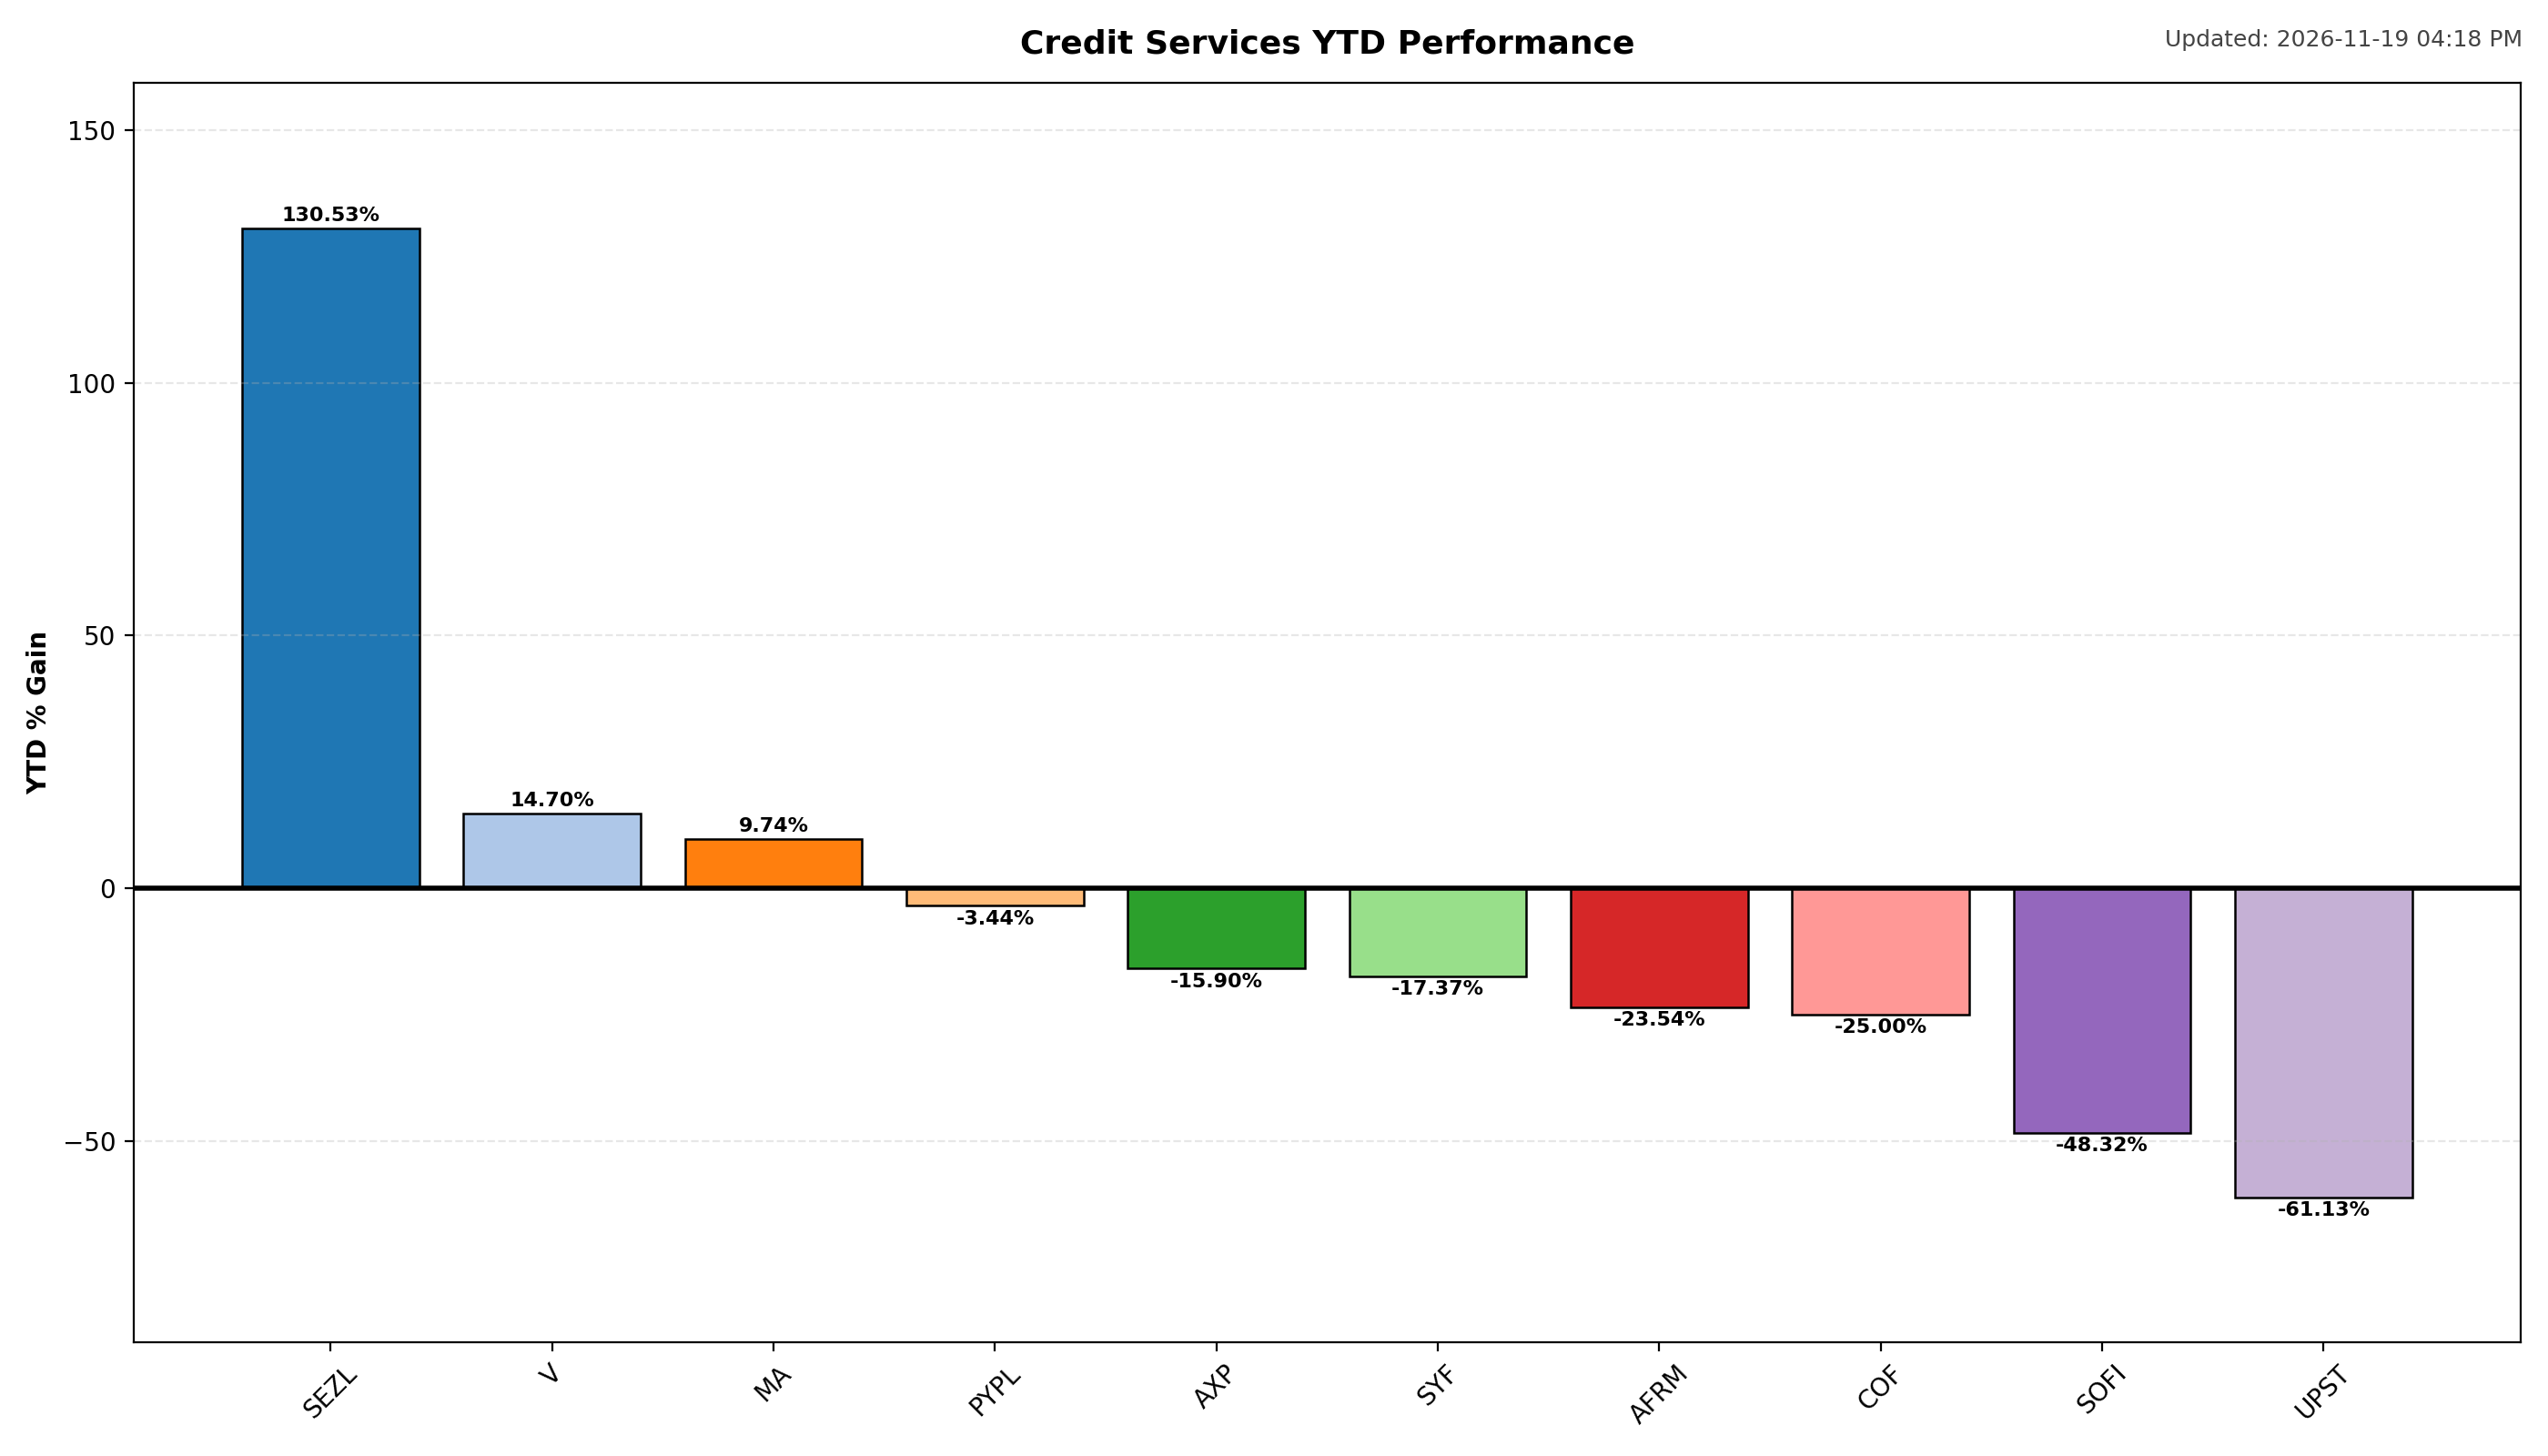 Credit Services YTD Performance
Updated: 2026-11-19 04:18 PM
YTD % Gain
150
100
50
0
−50
130.53%
14.70%
9.74%
-3.44%
-15.90%
-17.37%
-23.54%
-25.00%
-48.32%
-61.13%
SEZL
V
MA
PYPL
AXP
SYF
AFRM
COF
SOFI
UPST